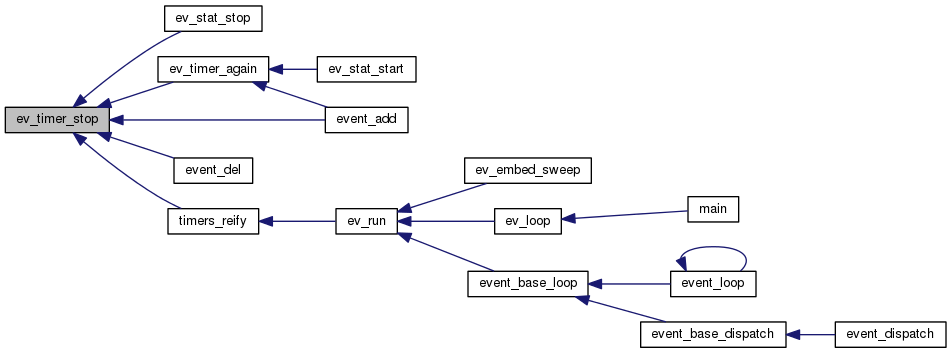 ev_stat_stop
ev_timer_again
ev_stat_start
ev_timer_stop
event_add
event_del
ev_embed_sweep
timers_reify
ev_run
ev_loop
main
event_base_loop
event_loop
event_base_dispatch
event_dispatch